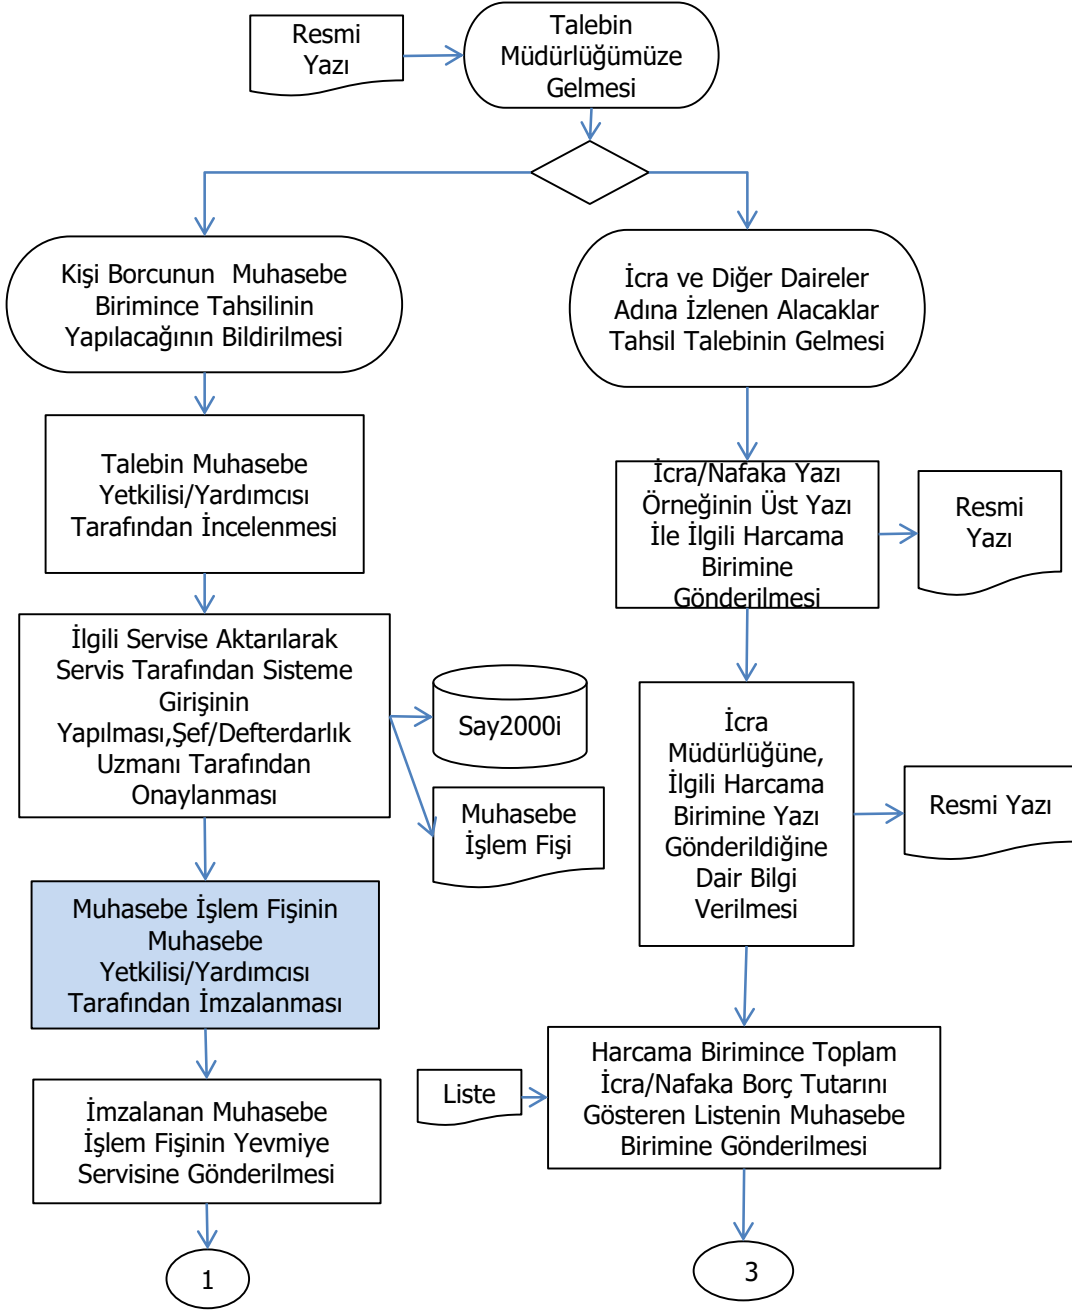 Resmi
Yazı
Talebin
Müdürlüğümüze
Gelmesi
Kişi Borcunun  Muhasebe
Birimince Tahsilinin
Yapılacağının Bildirilmesi
İcra ve Diğer Daireler
Adına İzlenen Alacaklar
Tahsil Talebinin Gelmesi
Talebin Muhasebe
Yetkilisi/Yardımcısı
Tarafından İncelenmesi
İcra/Nafaka Yazı
Örneğinin Üst Yazı
İle İlgili Harcama
Birimine
Gönderilmesi
Resmi
Yazı
İlgili Servise Aktarılarak
Servis Tarafından Sisteme
Girişinin
Yapılması,Şef/Defterdarlık
Uzmanı Tarafından
Onaylanması
Say2000i
Muhasebe
İşlem Fişi
İcra
Müdürlüğüne,
İlgili Harcama
Birimine Yazı
Gönderildiğine
Dair Bilgi
Verilmesi
Resmi Yazı
Muhasebe İşlem Fişinin
Muhasebe
Yetkilisi/Yardımcısı
Tarafından İmzalanması
Liste
Harcama Birimince Toplam
İcra/Nafaka Borç Tutarını
Gösteren Listenin Muhasebe
Birimine Gönderilmesi
İmzalanan Muhasebe
İşlem Fişinin Yevmiye
Servisine Gönderilmesi
1
3